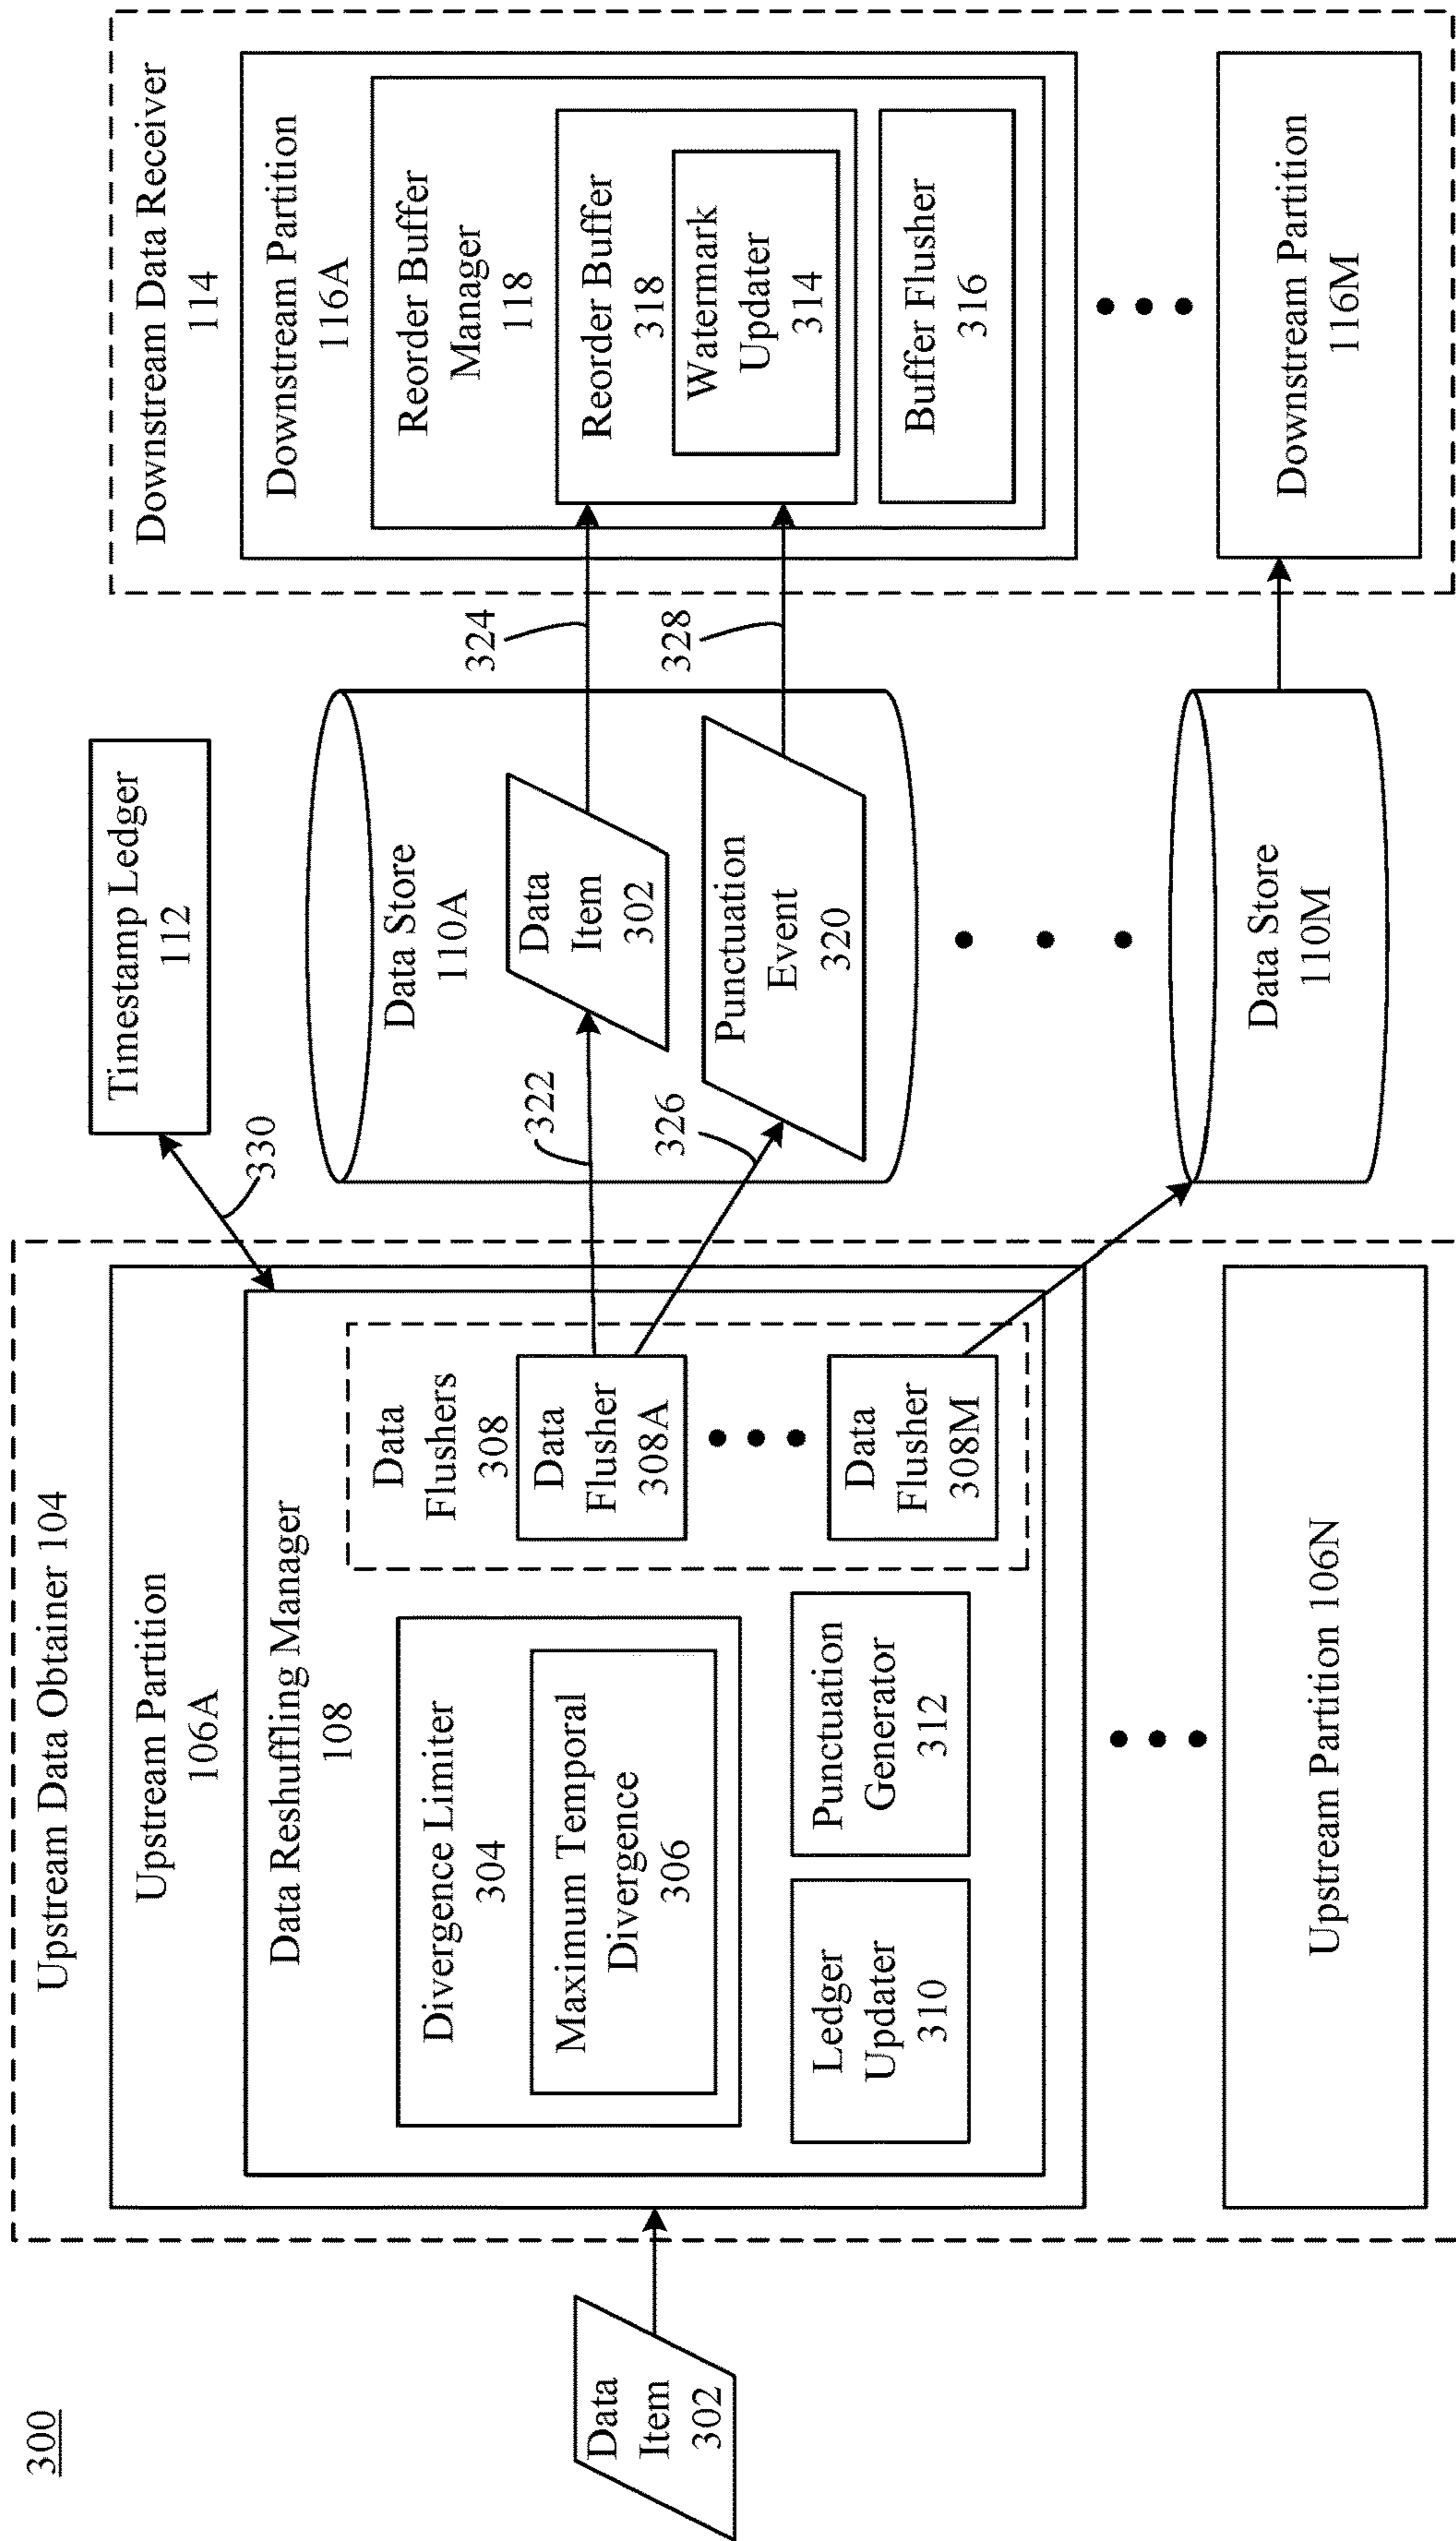 300
Data
Item
302
Upstream Data Obtainer 104
Upstream Partition
106A
Data Reshuffling Manager
108
Divergence Limiter
304
Maximum Temporal
Divergence
306
Ledger
Updater
310
Punctuation
Generator
312
Data
Flushers
308
Data
Flusher
308A
Data
Flusher
308M
Upstream Partition 106N
330
Timestamp Ledger
112
322
326
Data Store
110A
Data
Item
302
Punctuation
Event
320
Data Store
110M
324
328
Downstream Data Receiver
114
Downstream Partition
116A
Reorder Buffer
Manager
118
Reorder Buffer
318
Watermark
Updater
314
Buffer Flusher
316
Downstream Partition
116M